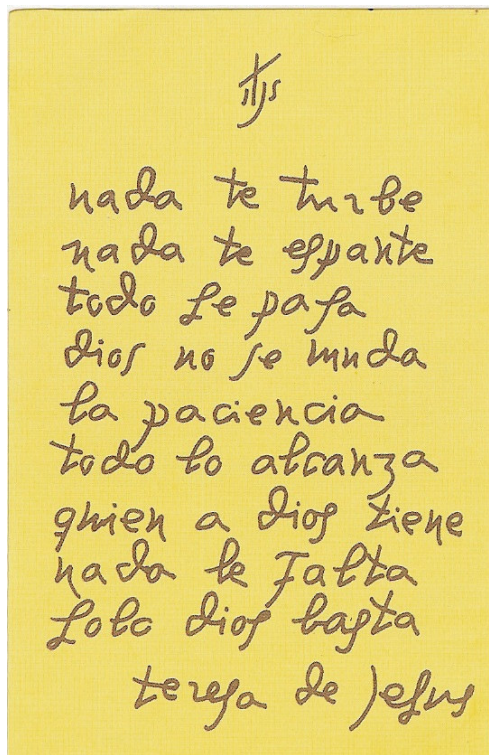 jhs
nada te turbe
nada te espante
todo se pasa
dios no se muda
la paciencia
todo lo alcanza
quien a dios tiene
nada le falta
solo dios basta
teresa de jesus